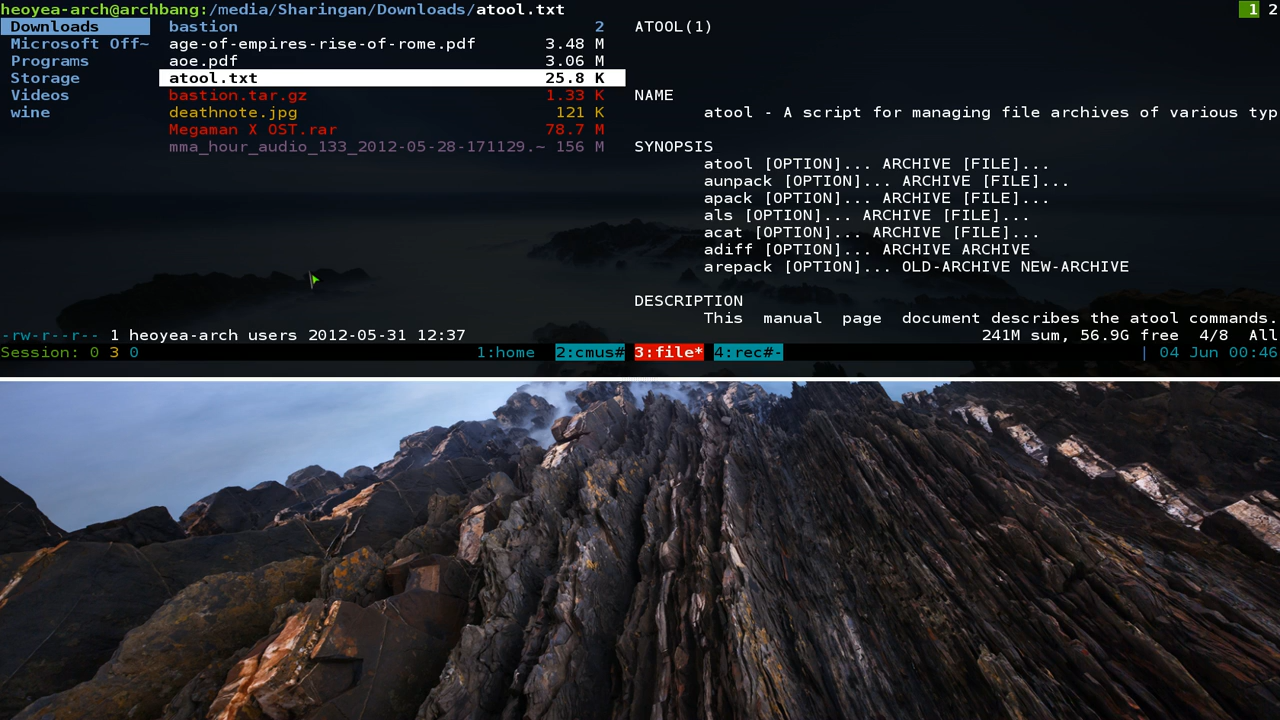 heoyea-arch@archbang:/media/Sharingan/Downloads/atool.txt 1 2
Downloads
Microsoft Off~
Programs
Storage
Videos
wine
bastion 2
age-of-empires-rise-of-rome.pdf 3.48 M
aoe.pdf 3.06 M
atool.txt 25.8 K
bastion.tar.gz 1.33 K
deathnote.jpg 121 K
Megaman X OST.rar 78.7 M
mma_hour_audio_133_2012-05-28-171129.~ 156 M
ATOOL(1)
NAME
atool - A script for managing file archives of various typ
SYNOPSIS
atool [OPTION]... ARCHIVE [FILE]...
aunpack [OPTION]... ARCHIVE [FILE]...
apack [OPTION]... ARCHIVE [FILE]...
als [OPTION]... ARCHIVE [FILE]...
acat [OPTION]... ARCHIVE [FILE]...
adiff [OPTION]... ARCHIVE ARCHIVE
arepack [OPTION]... OLD-ARCHIVE NEW-ARCHIVE
DESCRIPTION
This manual page document describes the atool commands.
-rw-r--r-- 1 heoyea-arch users 2012-05-31 12:37 241M sum, 56.9G free 4/8 All
Session: 0 3 0 1:home 2:cmus# 3:file* 4:rec#- | 04 Jun 00:46